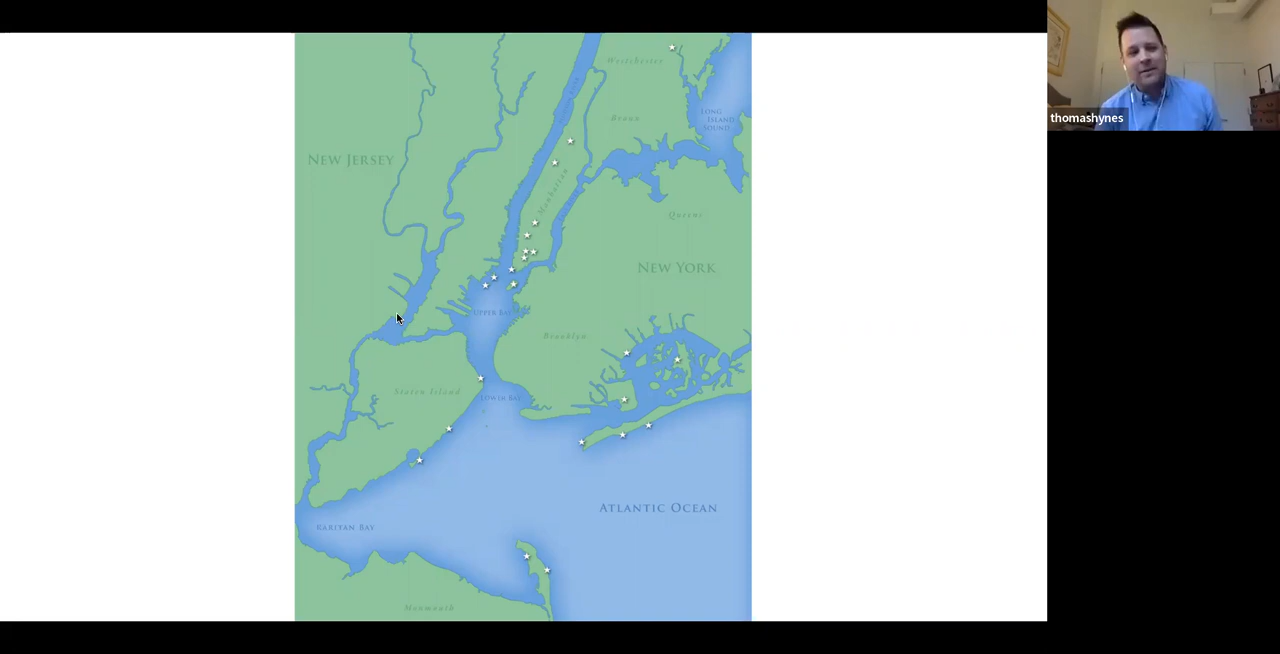 Westchester
LONG
ISLAND
SOUND
Bronx
thomashynes
NEW JERSEY
Manhattan
Queens
NEW YORK
UPPER BAY
Brooklyn
Staten Island
LOWER BAY
ATLANTIC OCEAN
RARITAN BAY
Monmouth